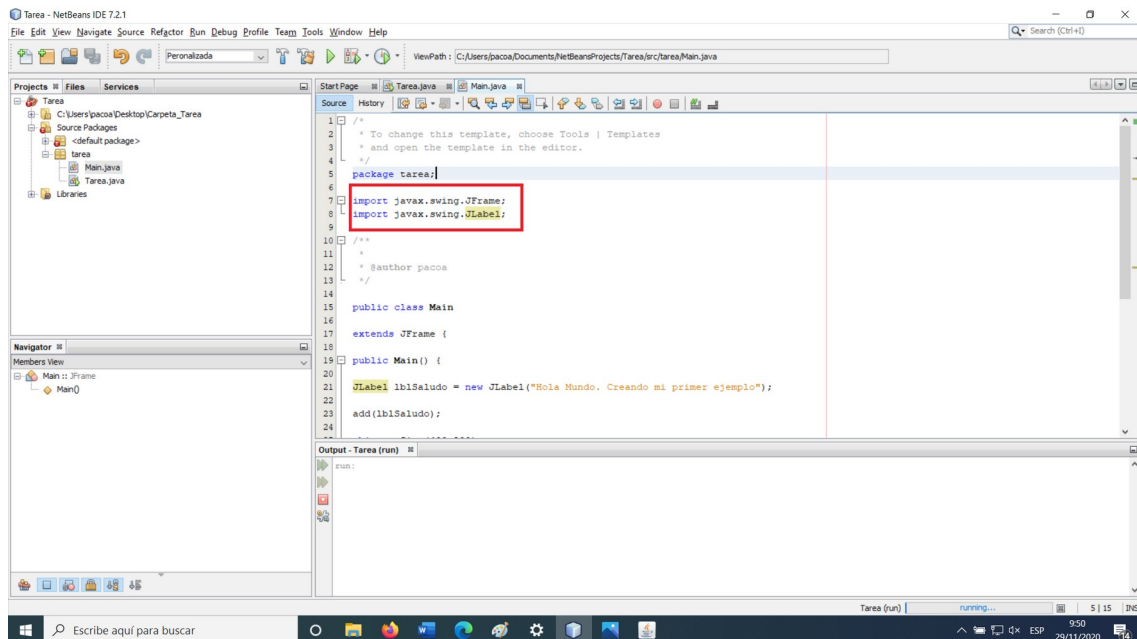 Tarea - NetBeans IDE 7.2.1
File Edit View Navigate Source Refactor Run Debug Profile Team Tools Window Help
Search (Ctrl+I)
Peronalizada
ViewPath : C:/Users/pacoa/Documents/NetBeansProjects/Tarea/src/tarea/Main.java
Projects Files Services
Tarea
C:\Users\pacoa\Desktop\Carpeta_Tarea
Source Packages
<default package>
tarea
Main.java
Tarea.java
Libraries
Navigator
Members View
Main :: JFrame
Main()
Start Page Tarea.java Main.java
Source History
1 /*
2 * To change this template, choose Tools | Templates
3 * and open the template in the editor.
4 */
5 package tarea;
6
7 import javax.swing.JFrame;
8 import javax.swing.JLabel;
9
10 /**
11 *
12 * @author pacoa
13 */
14
15 public class Main
16
17 extends JFrame {
18
19 public Main() {
20
21 JLabel lblSaludo = new JLabel("Hola Mundo. Creando mi primer ejemplo");
22
23 add(lblSaludo);
24
Output - Tarea (run)
run:
Tarea (run) running... 5 | 15 INS
Escribe aquí para buscar
ESP
9:50
29/11/2020
14